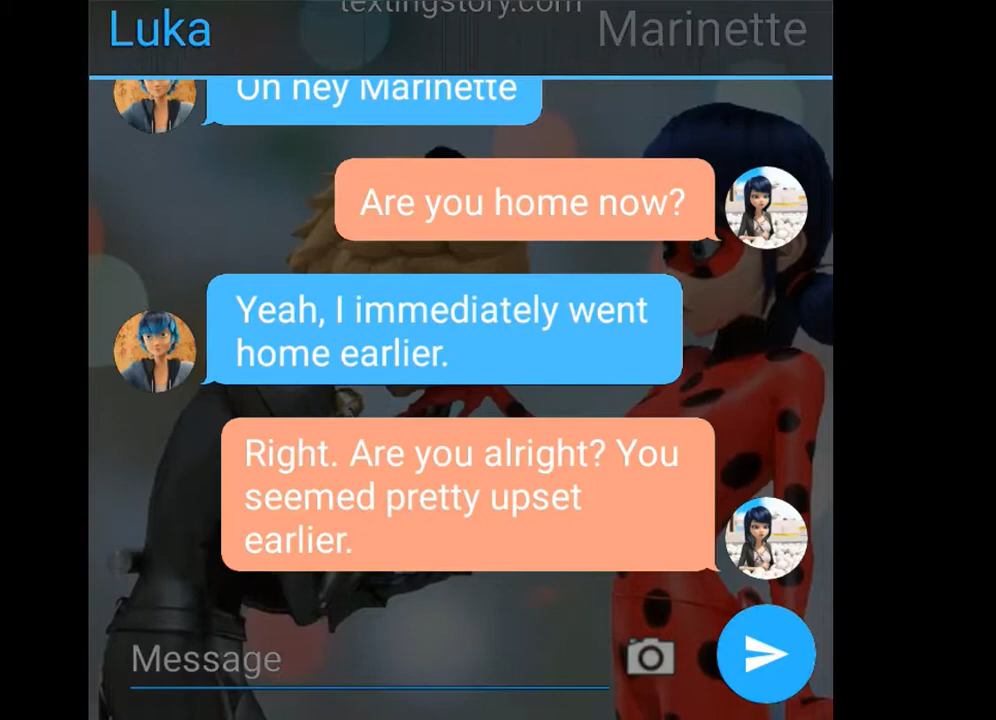 textingstory.com
Luka
Marinette
Oh hey Marinette
Are you home now?
Yeah, I immediately went
home earlier.
Right. Are you alright? You
seemed pretty upset
earlier.
Message